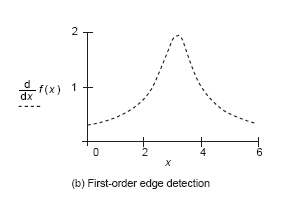 2
d
dx f(x)
1
0 2 4 6
x
(b) First-order edge detection